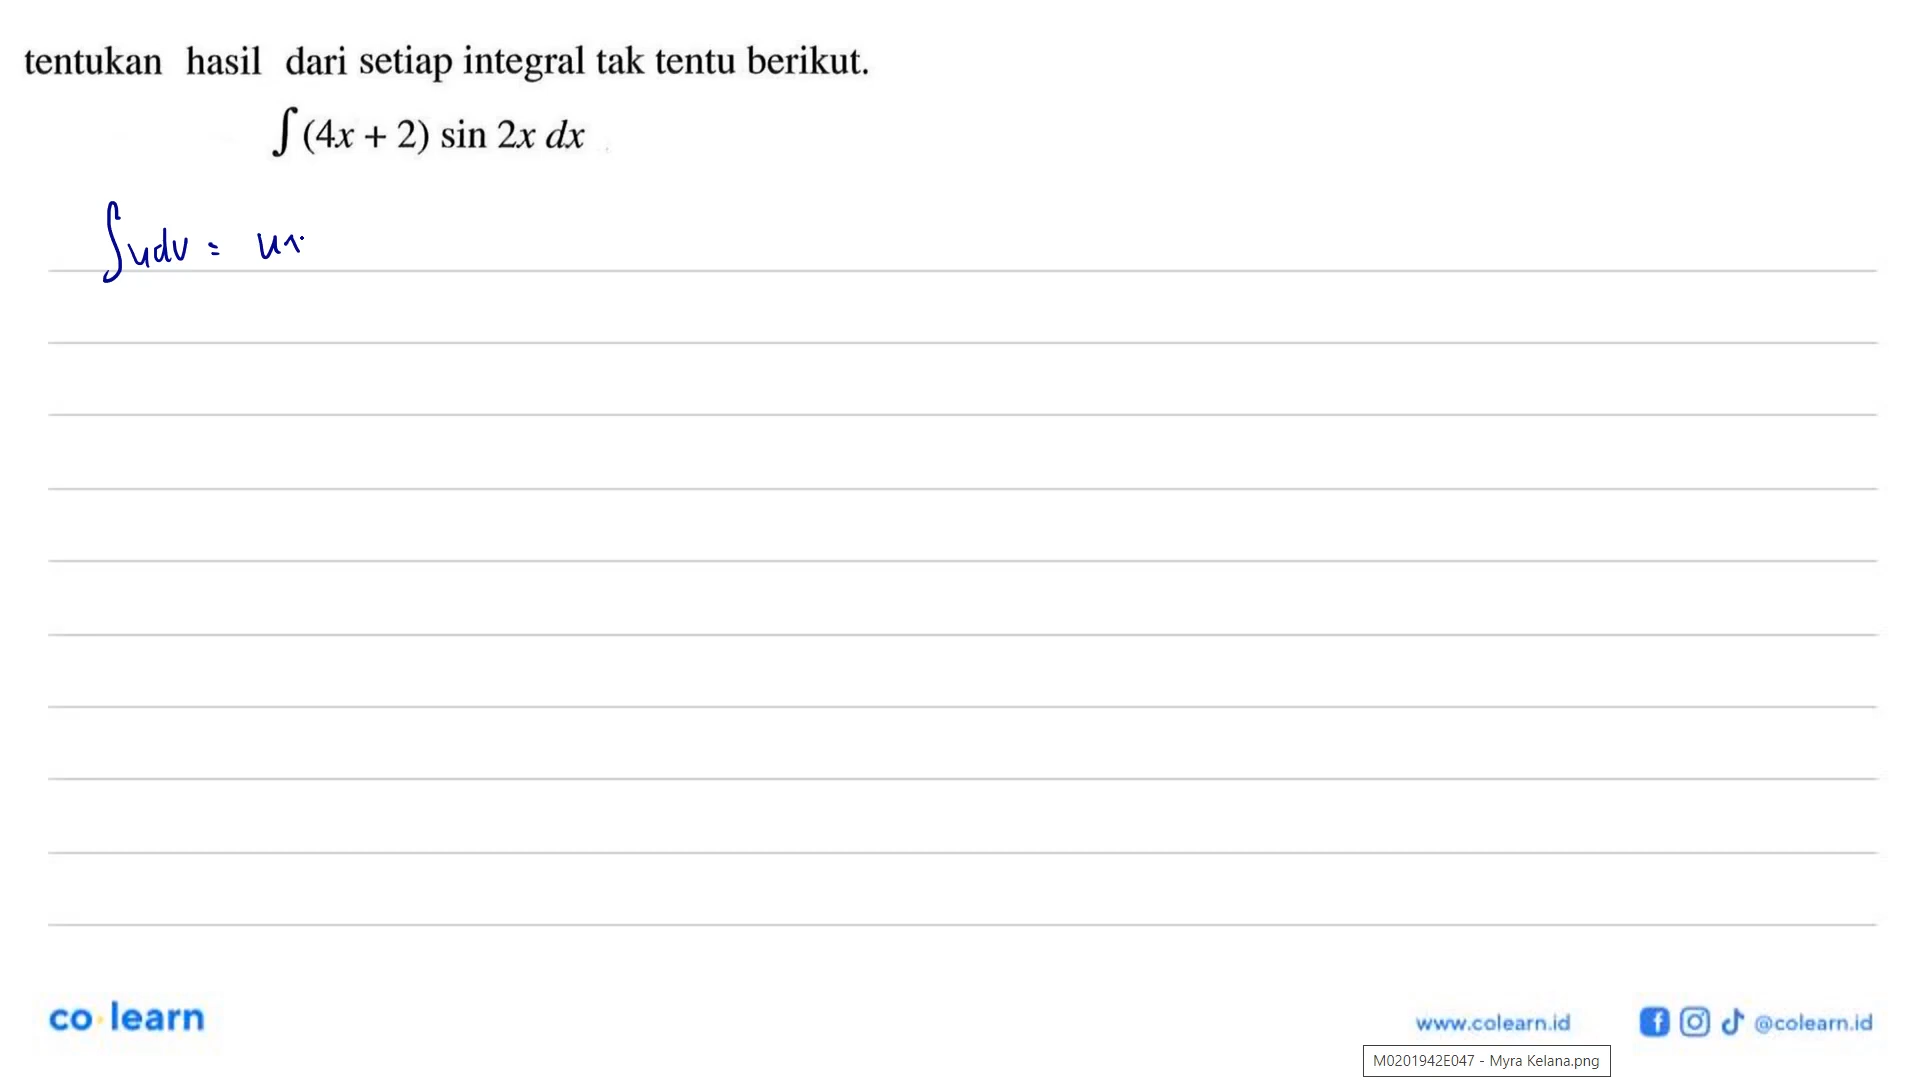 tentukan hasil dari setiap integral tak tentu berikut.
∫(4x + 2) sin 2x dx
∫udv = u
co learn
www.colearn.id
@colearn.id
M0201942E047 - Myra Kelana.png